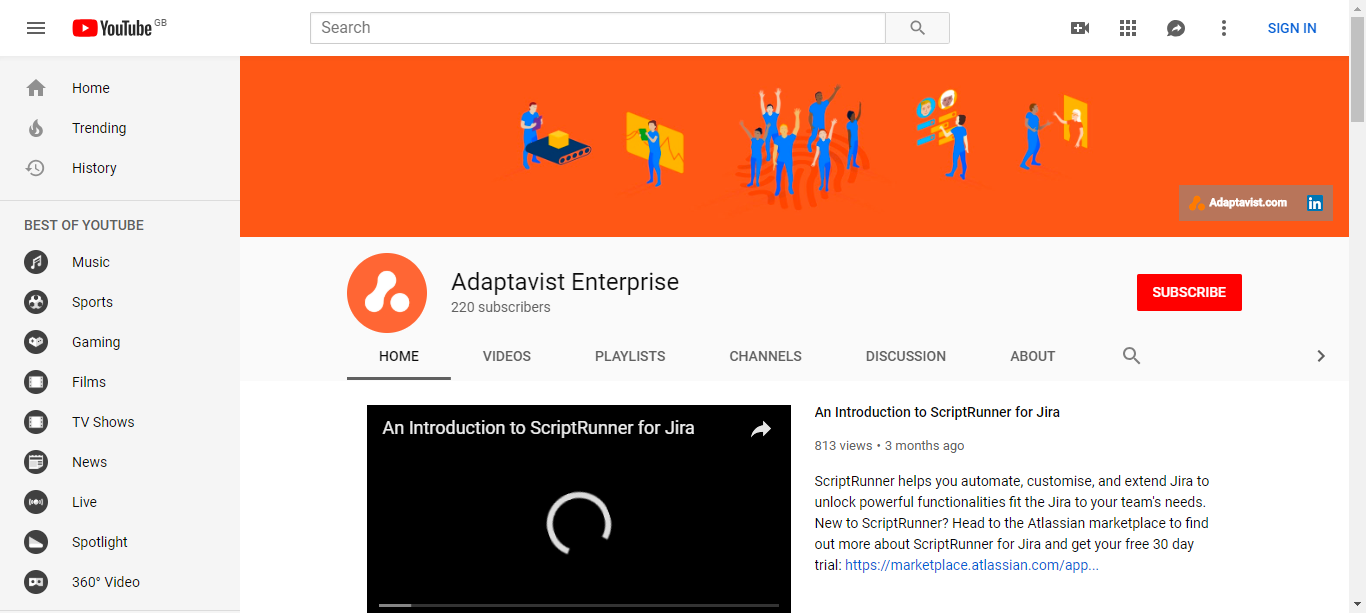 YouTube GB
Search
SIGN IN
Home
Trending
History
BEST OF YOUTUBE
Music
Sports
Gaming
Films
TV Shows
News
Live
Spotlight
360° Video
Adaptavist.com in
Adaptavist Enterprise
220 subscribers
SUBSCRIBE
HOME VIDEOS PLAYLISTS CHANNELS DISCUSSION ABOUT
An Introduction to ScriptRunner for Jira
An Introduction to ScriptRunner for Jira
813 views • 3 months ago
ScriptRunner helps you automate, customise, and extend Jira to
unlock powerful functionalities fit the Jira to your team's needs.
New to ScriptRunner? Head to the Atlassian marketplace to find
out more about ScriptRunner for Jira and get your free 30 day
trial: https://marketplace.atlassian.com/app...